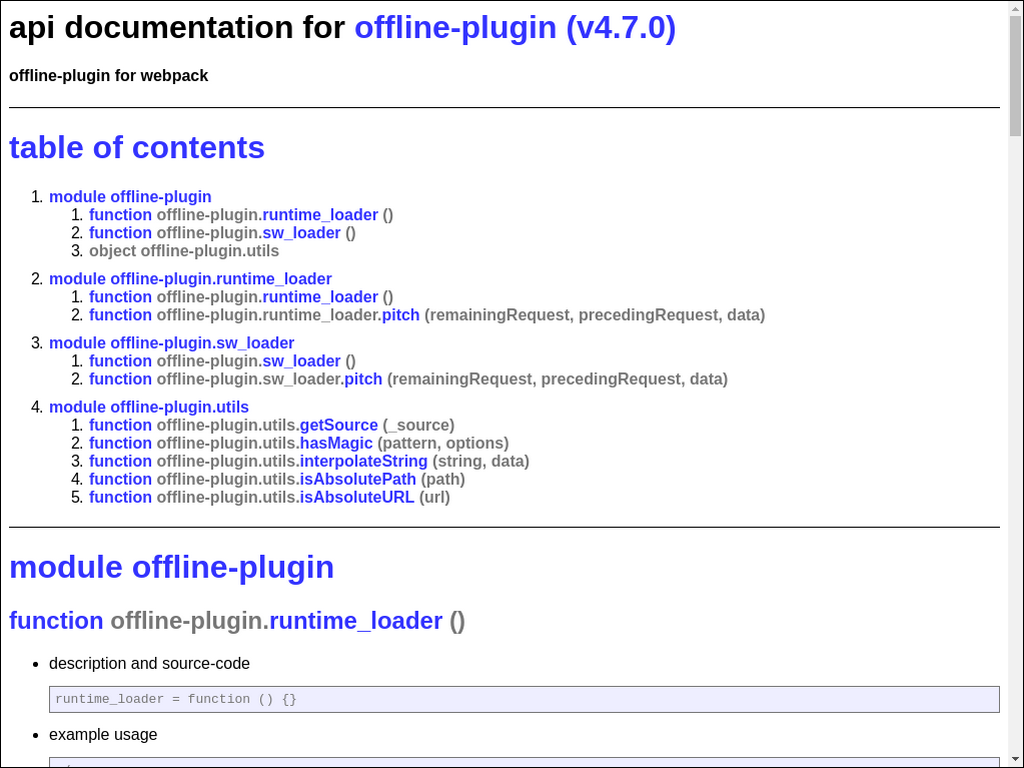 api documentation for offline-plugin (v4.7.0)
offline-plugin for webpack
table of contents
1. module offline-plugin
1. function offline-plugin.runtime_loader ()
2. function offline-plugin.sw_loader ()
3. object offline-plugin.utils
2. module offline-plugin.runtime_loader
1. function offline-plugin.runtime_loader ()
2. function offline-plugin.runtime_loader.pitch (remainingRequest, precedingRequest, data)
3. module offline-plugin.sw_loader
1. function offline-plugin.sw_loader ()
2. function offline-plugin.sw_loader.pitch (remainingRequest, precedingRequest, data)
4. module offline-plugin.utils
1. function offline-plugin.utils.getSource (_source)
2. function offline-plugin.utils.hasMagic (pattern, options)
3. function offline-plugin.utils.interpolateString (string, data)
4. function offline-plugin.utils.isAbsolutePath (path)
5. function offline-plugin.utils.isAbsoluteURL (url)
module offline-plugin
function offline-plugin.runtime_loader ()
• description and source-code
runtime_loader = function () {}
• example usage